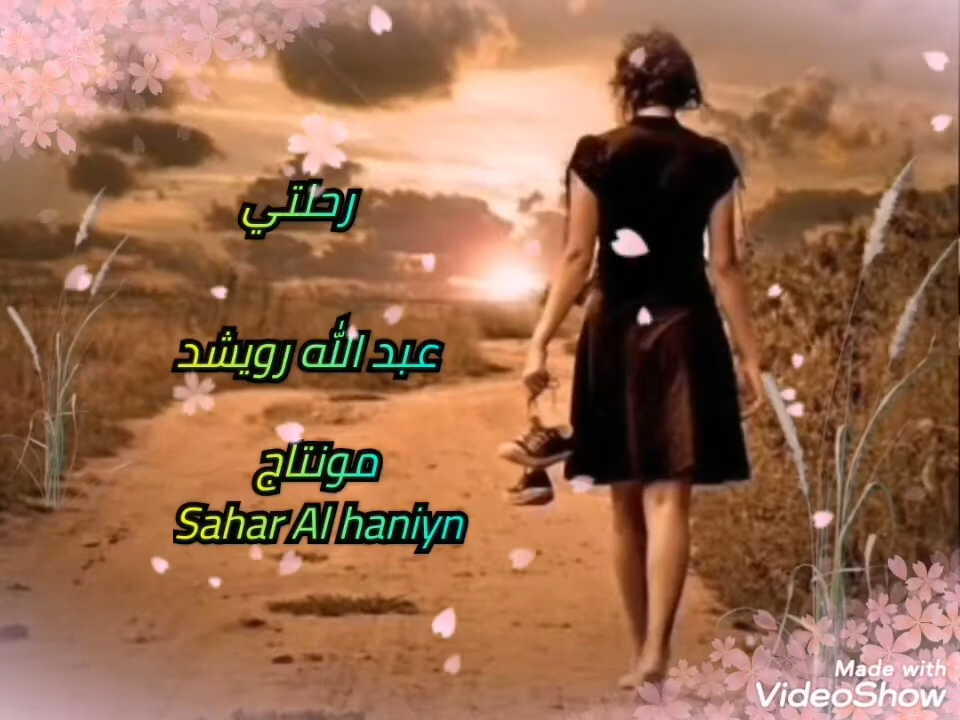 رحلتي
عبد الله رويشد
مونتاج
Sahar Al haniyn
Made with
VideoShow